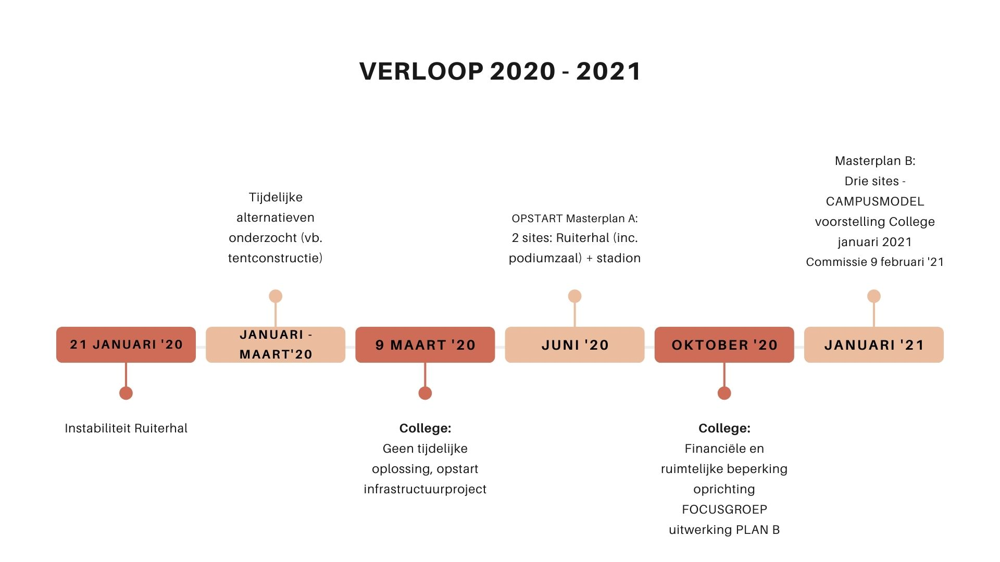 VERLOOP 2020 - 2021
21 JANUARI '20
Instabiliteit Ruiterhal
Tijdelijke
alternatieven
onderzocht (vb.
tentconstructie)
JANUARI -
MAART'20
9 MAART '20
College:
Geen tijdelijke
oplossing, opstart
infrastructuurproject
OPSTART Masterplan A:
2 sites: Ruiterhal (inc.
podiumzaal) + stadion
JUNI '20
OKTOBER '20
College:
Financiële en
ruimtelijke beperking
oprichting
FOCUSGROEP
uitwerking PLAN B
Masterplan B:
Drie sites -
CAMPUSMODEL
voorstelling College
januari 2021
Commissie 9 februari '21
JANUARI '21